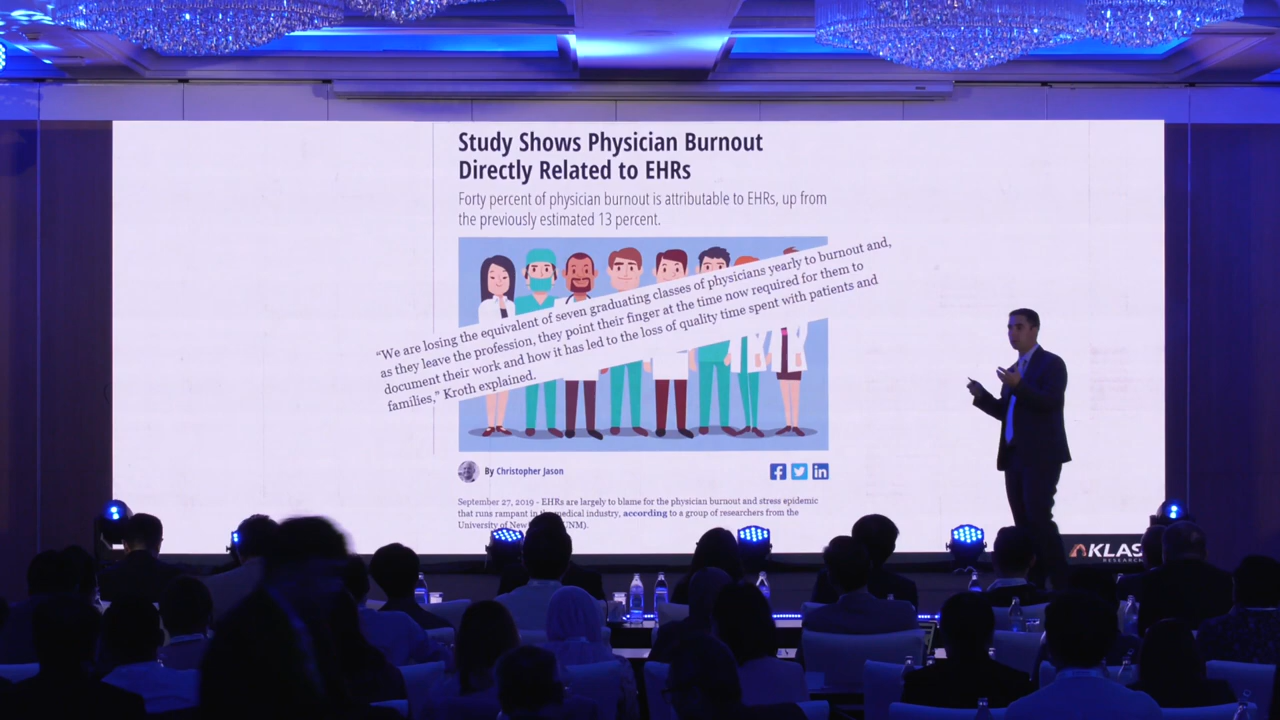 Study Shows Physician Burnout
Directly Related to EHRs
Forty percent of physician burnout is attributable to EHRs, up from
the previously estimated 13 percent.
“We are losing the equivalent of seven graduating classes of physicians yearly to burnout and,
as they leave the profession, they point their finger at the time now required for them to
document their work and how it has led to the loss of quality time spent with patients and
families,” Kroth explained.
By Christopher Jason
September 27, 2019 - EHRs are largely to blame for the physician burnout and stress epidemic
that runs rampant in medical industry, according to a group of researchers from the
University of
KLAS
RESEARCH